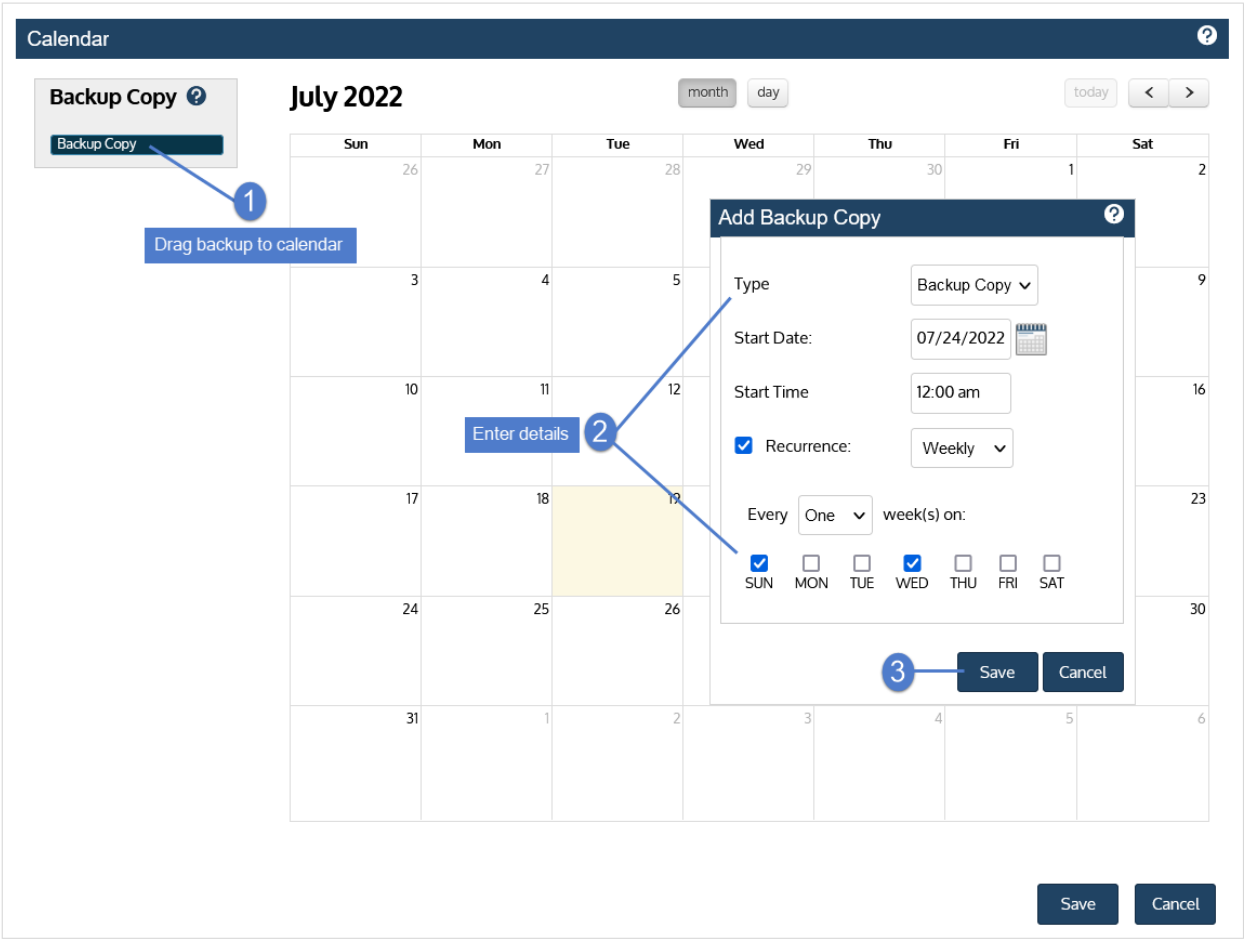 Calendar ?
Backup Copy ?
Backup Copy
1
Drag backup to calendar
July 2022 month day today < >
Sun Mon Tue Wed Thu Fri Sat
26 27 28 29 30 1 2
3 4 5 9
10 11 12 16
17 18 19 23
24 25 26 30
31 1 2 3 4 5 6
Enter details 2
Add Backup Copy ?
Type Backup Copy
Start Date: 07/24/2022
Start Time 12:00 am
Recurrence: Weekly
Every One week(s) on:
SUN MON TUE WED THU FRI SAT
3 Save Cancel
Save Cancel